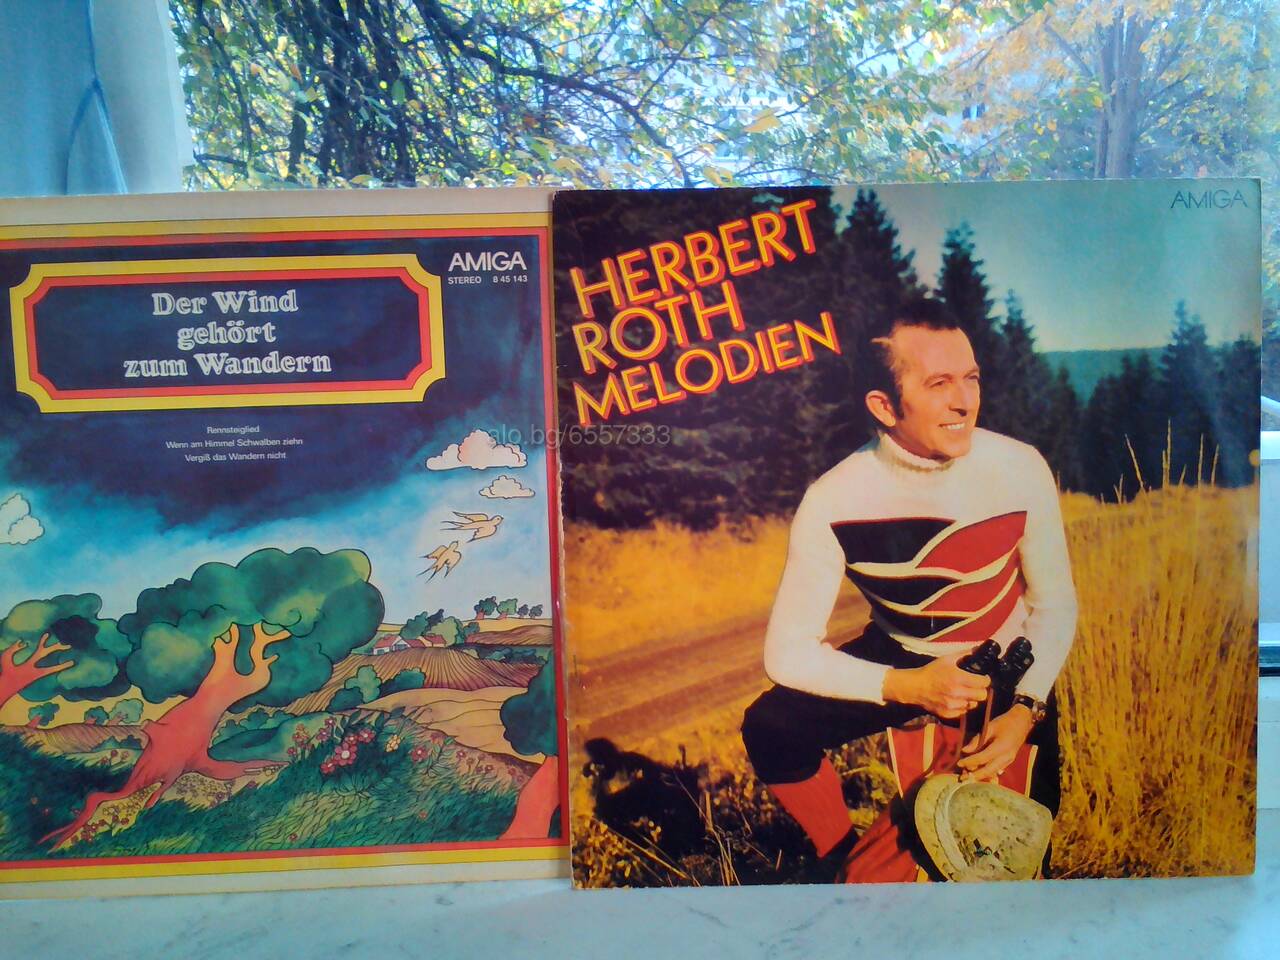 AMIGA
STEREO 8 45 143
Der Wind
gehört
zum Wandern
Rennsteiglied
Wenn am Himmel Schwalben ziehn
Vergiß das Wandern nicht
AMIGA
HERBERT
ROTH
MELODIEN
alo.bg/6557333